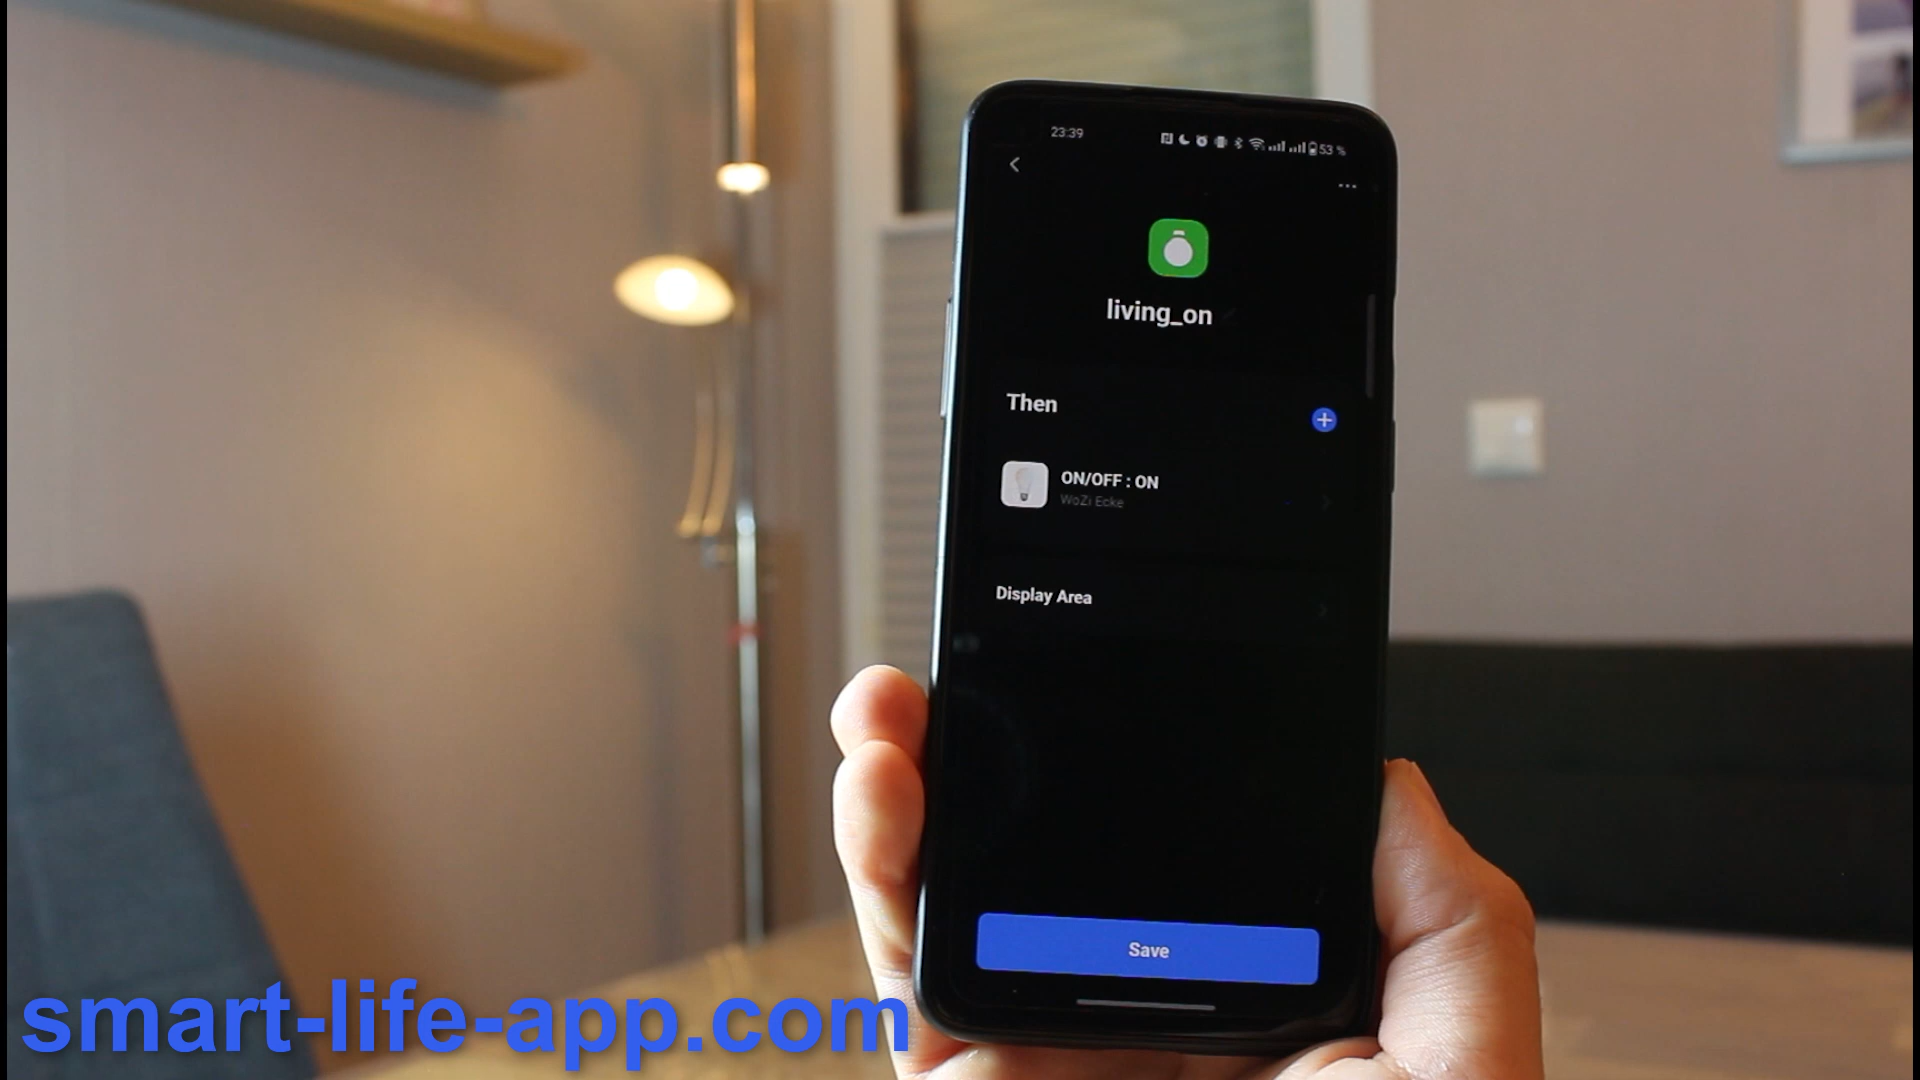 23:39
53 %
living_on
Then
ON/OFF : ON
WoZi Ecke
Display Area
Save
smart-life-app.com